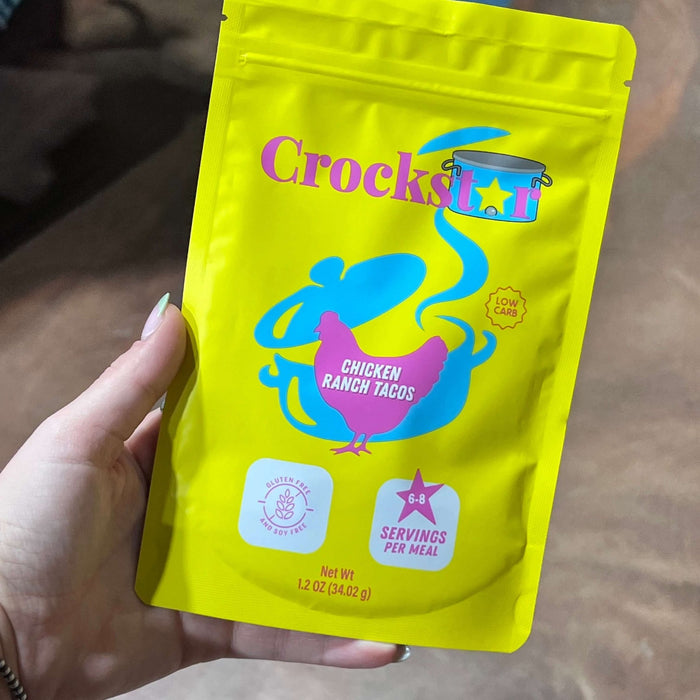 Crockstar
LOW
CARB
CHICKEN
RANCH TACOS
GLUTEN FREE
AND SOY FREE
6-8
SERVINGS
PER MEAL
Net Wt
1.2 OZ (34.02 g)